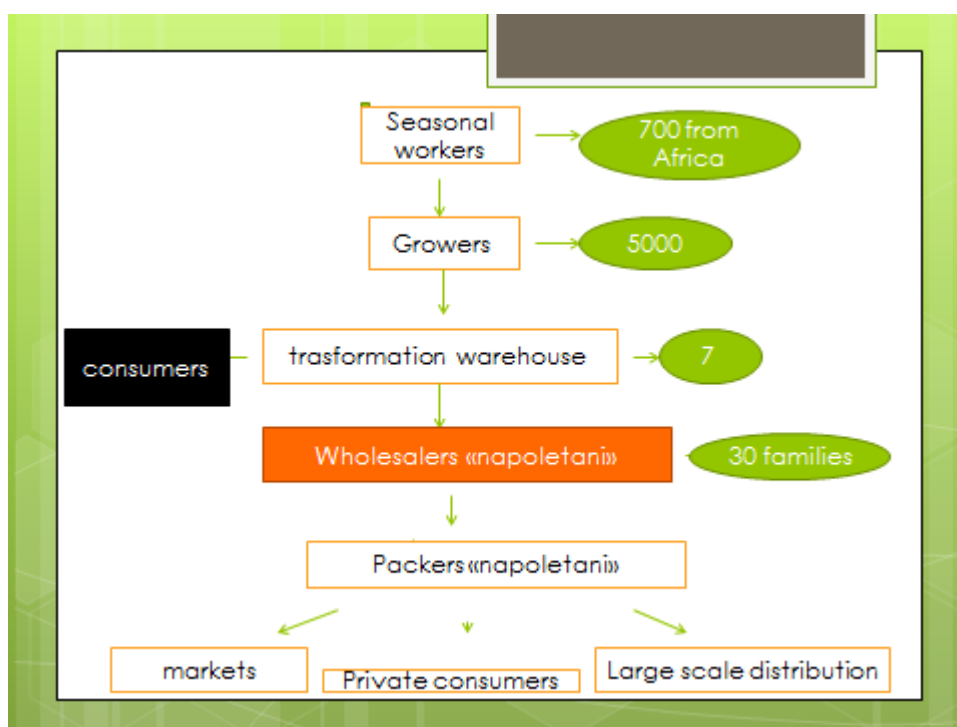 Seasonal
workers
700 from
Africa
Growers
5000
consumers
trasformation warehouse
7
Wholesalers «napoletani»
30 families
Packers «napoletani»
markets
Private consumers
Large scale distribution